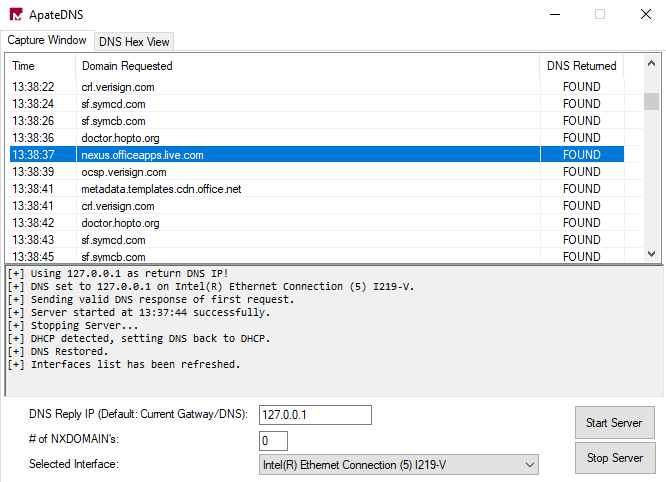 ApateDNS
Capture Window DNS Hex View
Time Domain Requested DNS Returned
13:38:22 crl.verisign.com FOUND
13:38:24 sf.symcd.com FOUND
13:38:26 sf.symcb.com FOUND
13:38:36 doctor.hopto.org FOUND
13:38:37 nexus.officeapps.live.com FOUND
13:38:39 ocsp.verisign.com FOUND
13:38:41 metadata.templates.cdn.office.net FOUND
13:38:41 crl.verisign.com FOUND
13:38:42 doctor.hopto.org FOUND
13:38:43 sf.symcd.com FOUND
13:38:45 sf.symcb.com FOUND
[+] Using 127.0.0.1 as return DNS IP!
[+] DNS set to 127.0.0.1 on Intel(R) Ethernet Connection (5) I219-V.
[+] Sending valid DNS response of first request.
[+] Server started at 13:37:44 successfully.
[+] Stopping Server...
[+] DHCP detected, setting DNS back to DHCP.
[+] DNS Restored.
[+] Interfaces list has been refreshed.
DNS Reply IP (Default: Current Gatway/DNS): 127.0.0.1
Start Server
# of NXDOMAIN's: 0
Selected Interface: Intel(R) Ethernet Connection (5) I219-V
Stop Server